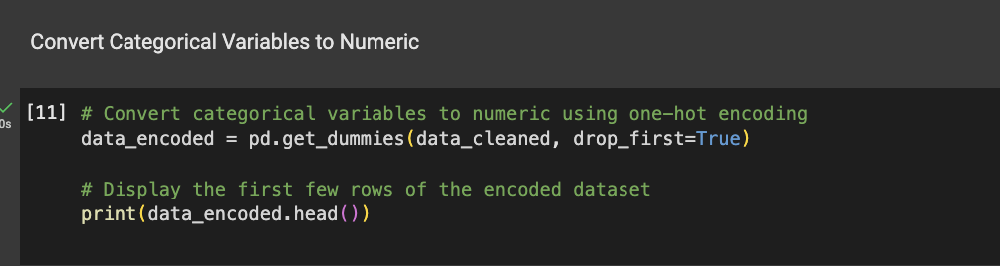 Convert Categorical Variables to Numeric
[11] # Convert categorical variables to numeric using one-hot encoding
0s
data_encoded = pd.get_dummies(data_cleaned, drop_first=True)
# Display the first few rows of the encoded dataset
print(data_encoded.head())